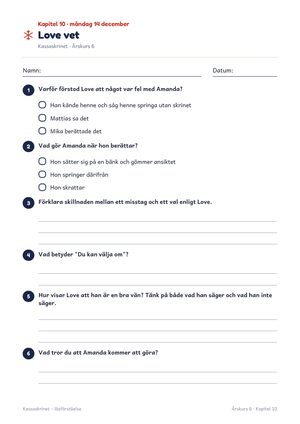 Kapitel 10 · måndag 14 december
Love vet
Kassaskrinet · Årskurs 6
Namn:
Datum:
1 Varför förstod Love att något var fel med Amanda?
Han kände henne och såg henne springa utan skrinet
Mattias sa det
Mika berättade det
2 Vad gör Amanda när hon berättar?
Hon sätter sig på en bänk och gömmer ansiktet
Hon springer därifrån
Hon skrattar
3 Förklara skillnaden mellan ett misstag och ett val enligt Love.
4 Vad betyder "Du kan välja om"?
5 Hur visar Love att han är en bra vän? Tänk på både vad han säger och vad han inte
säger.
6 Vad tror du att Amanda kommer att göra?
Kassaskrinet – läsförståelse
Årskurs 6 · Kapitel 10